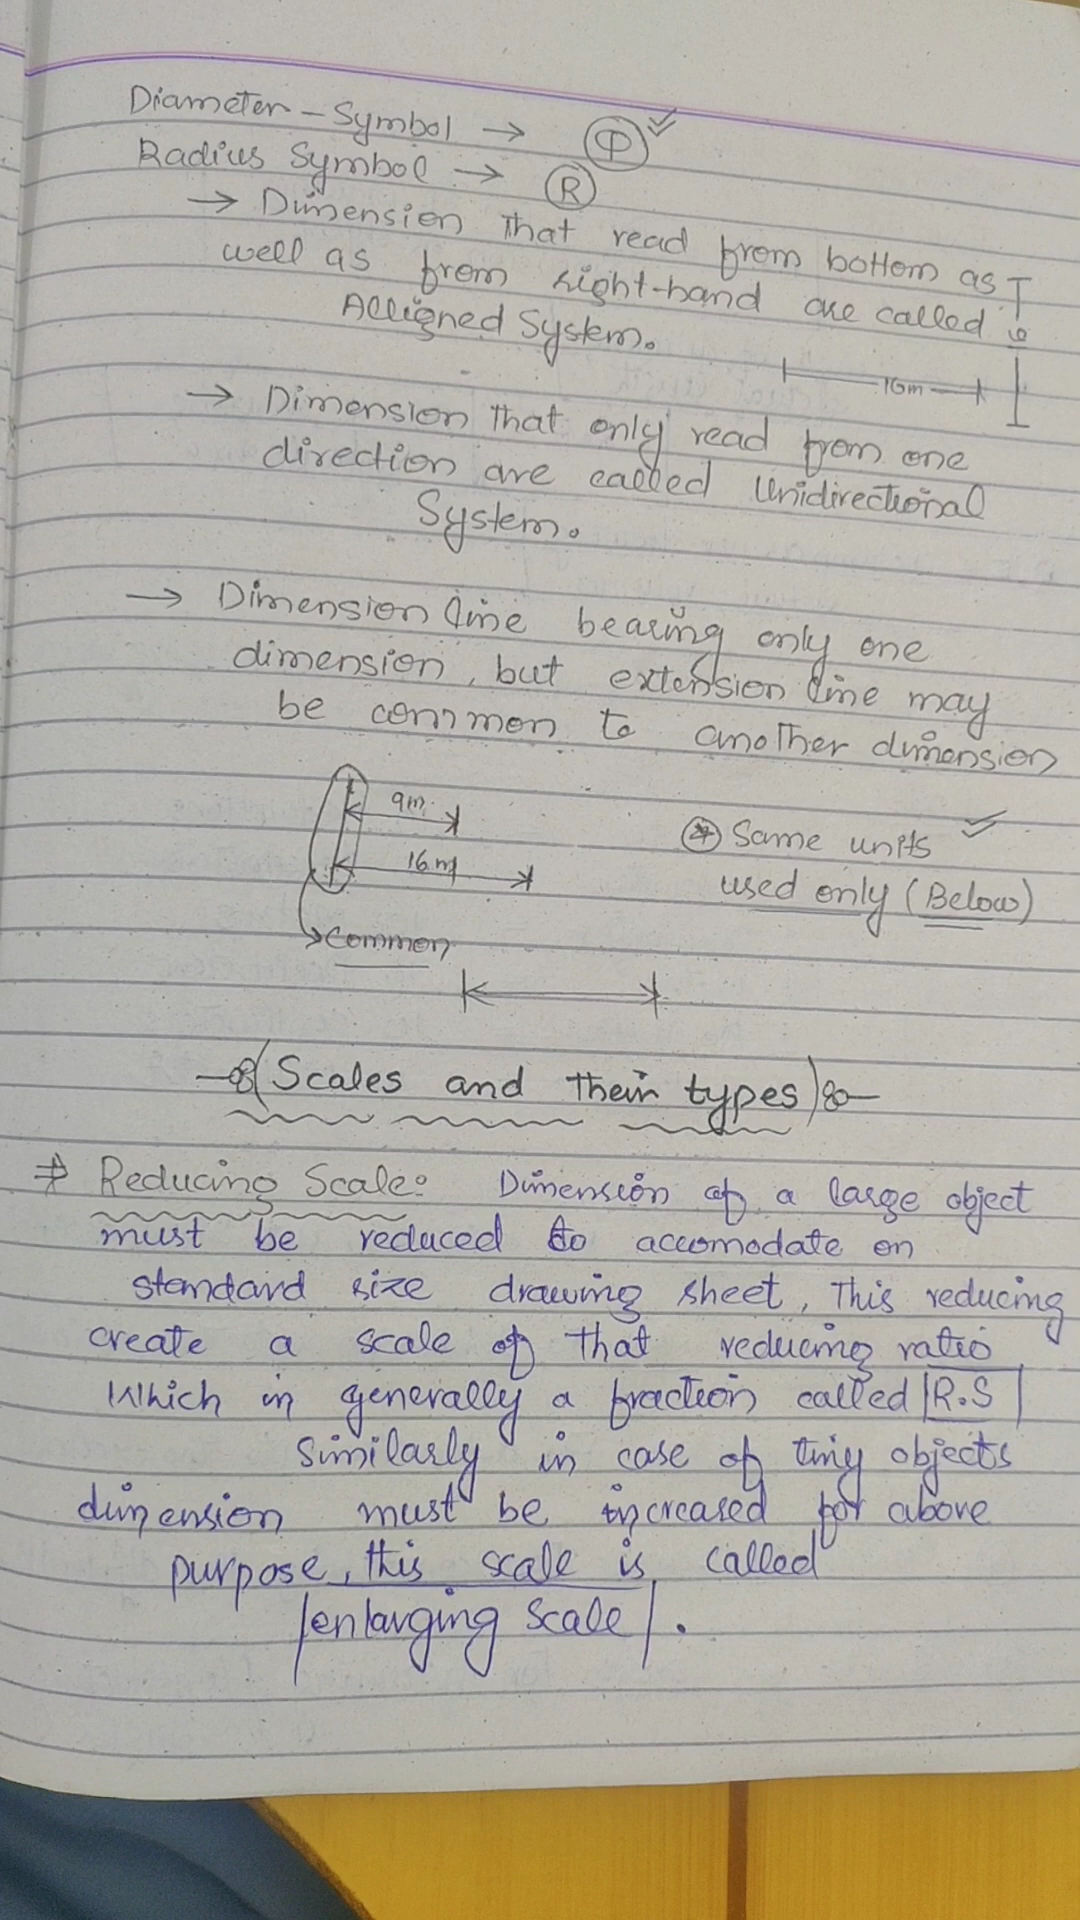 Diameter - Symbol → Φ
Radius Symbol → R
→ Dimension That read from bottom as
well as from right-hand are called
Alligned System.
16m
→ Dimension That only read from one
direction are called Unidirectional
System.
→ Dimension line bearing only one
dimension, but extension line may
be common to another dimension
9m
16m
Same units
used only (Below)
Common
Scales and Their types
⇒ Reducing Scale: Dimension of a large object
must be reduced to accomodate on
standard size drawing sheet, This reducing
create a scale of That reducing ratio
Which in generally a fraction called R.S
Similarly in case of tiny objects
dimension must be increased for above
purpose, this scale is called
enlarging scale.